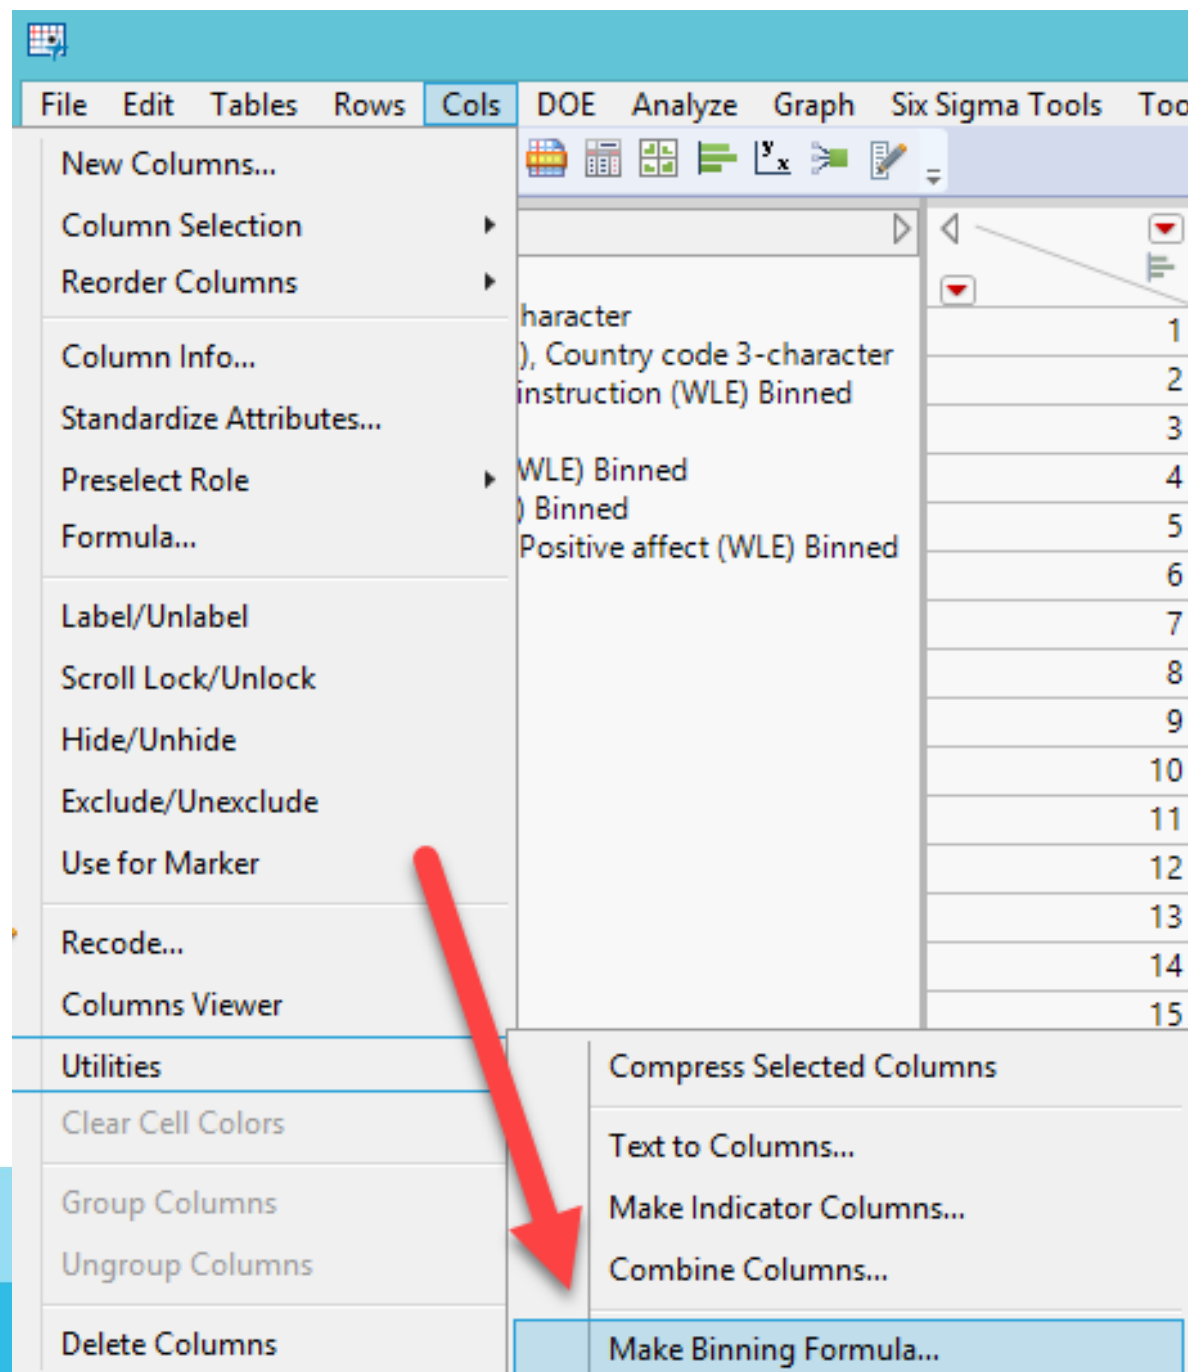 File Edit Tables Rows Cols DOE Analyze Graph Six Sigma Tools
New Columns...
Column Selection
Reorder Columns
Column Info...
Standardize Attributes...
Preselect Role
Formula...
Label/Unlabel
Scroll Lock/Unlock
Hide/Unhide
Exclude/Unexclude
Use for Marker
Recode...
Columns Viewer
Utilities
Clear Cell Colors
Group Columns
Ungroup Columns
Delete Columns
y x
haracter
), Country code 3-character
instruction (WLE) Binned
WLE) Binned
) Binned
Positive affect (WLE) Binned
1
2
3
4
5
6
7
8
9
10
11
12
13
14
15
Compress Selected Columns
Text to Columns...
Make Indicator Columns...
Combine Columns...
Make Binning Formula...